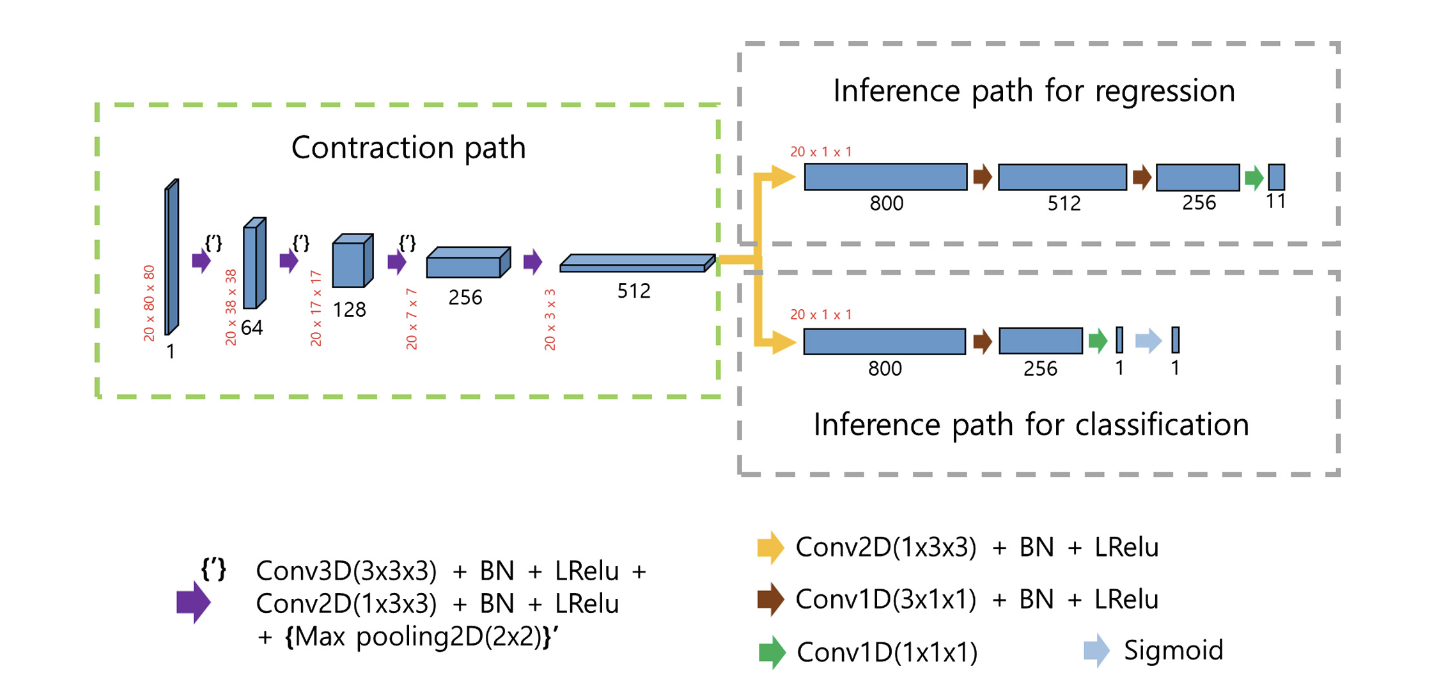 Contraction path
{'}
{'}
{'}
20 x 80 x 80
1
20 x 38 x 38
64
20 x 17 x 17
128
20 x 7 x 7
256
20 x 3 x 3
512
Inference path for regression
20 x 1 x 1
800
512
256
11
20 x 1 x 1
800
256
1
1
Inference path for classification
{'} Conv3D(3x3x3) + BN + LRelu +
Conv2D(1x3x3) + BN + LRelu
+ {Max pooling2D(2x2)}'
Conv2D(1x3x3) + BN + LRelu
Conv1D(3x1x1) + BN + LRelu
Conv1D(1x1x1)
Sigmoid